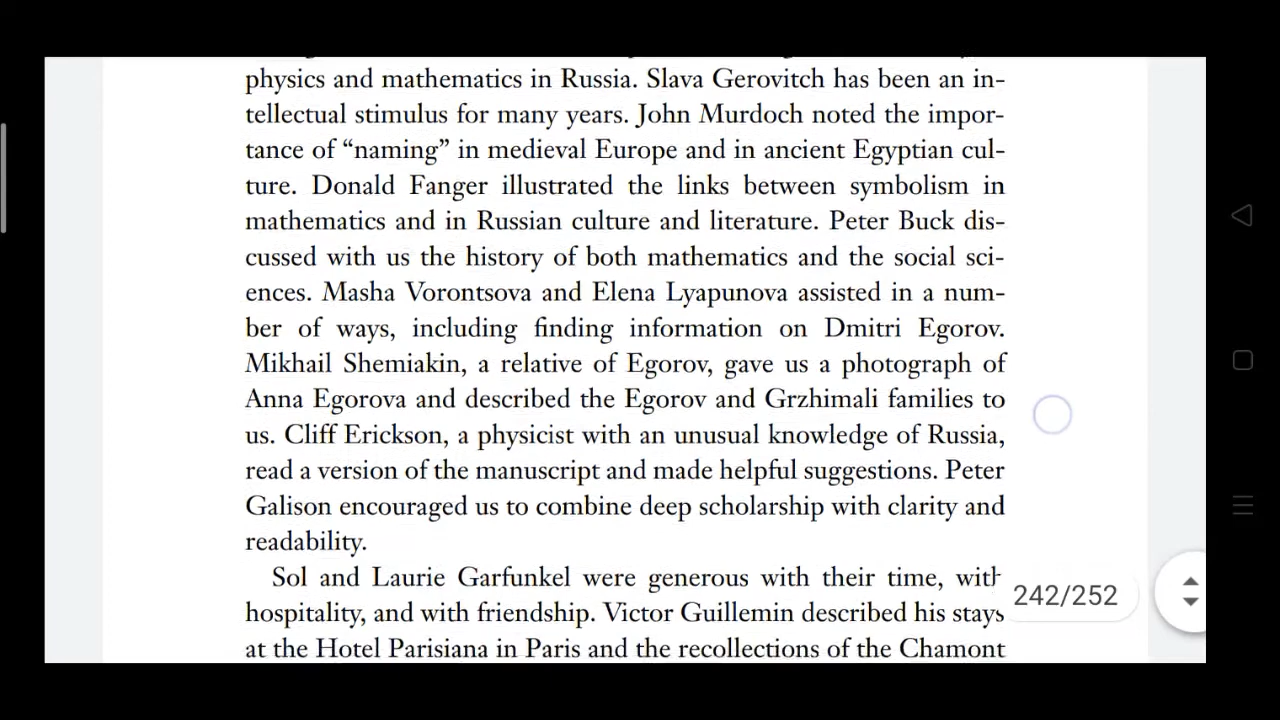 physics and mathematics in Russia. Slava Gerovitch has been an in-
tellectual stimulus for many years. John Murdoch noted the impor-
tance of “naming” in medieval Europe and in ancient Egyptian cul-
ture. Donald Fanger illustrated the links between symbolism in
mathematics and in Russian culture and literature. Peter Buck dis-
cussed with us the history of both mathematics and the social sci-
ences. Masha Vorontsova and Elena Lyapunova assisted in a num-
ber of ways, including finding information on Dmitri Egorov.
Mikhail Shemiakin, a relative of Egorov, gave us a photograph of
Anna Egorova and described the Egorov and Grzhimali families to
us. Cliff Erickson, a physicist with an unusual knowledge of Russia,
read a version of the manuscript and made helpful suggestions. Peter
Galison encouraged us to combine deep scholarship with clarity and
readability.
Sol and Laurie Garfunkel were generous with their time, with
242/252
hospitality, and with friendship. Victor Guillemin described his stays
at the Hotel Parisiana in Paris and the recollections of the Chamont